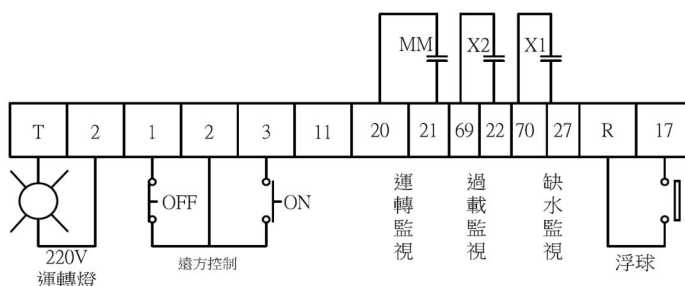 MM X2 X1
T 2 1 2 3 11 20 21 69 22 70 27 R 17
OFF ON
運轉監視
過載監視
缺水監視
220V
運轉燈
遠方控制
浮球